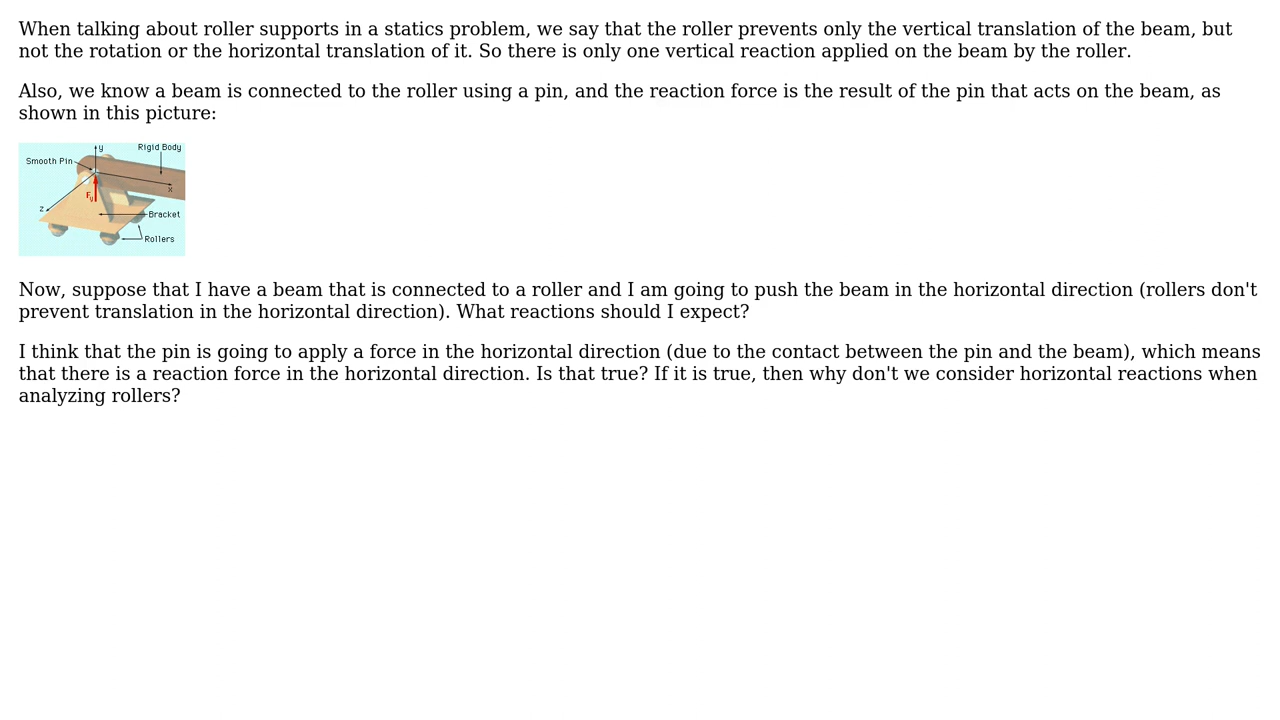 When talking about roller supports in a statics problem, we say that the roller prevents only the vertical translation of the beam, but
not the rotation or the horizontal translation of it. So there is only one vertical reaction applied on the beam by the roller.
Also, we know a beam is connected to the roller using a pin, and the reaction force is the result of the pin that acts on the beam, as
shown in this picture:
y
Rigid Body
Smooth Pin
x
Fy
z
Bracket
Rollers
Now, suppose that I have a beam that is connected to a roller and I am going to push the beam in the horizontal direction (rollers don't
prevent translation in the horizontal direction). What reactions should I expect?
I think that the pin is going to apply a force in the horizontal direction (due to the contact between the pin and the beam), which means
that there is a reaction force in the horizontal direction. Is that true? If it is true, then why don't we consider horizontal reactions when
analyzing rollers?